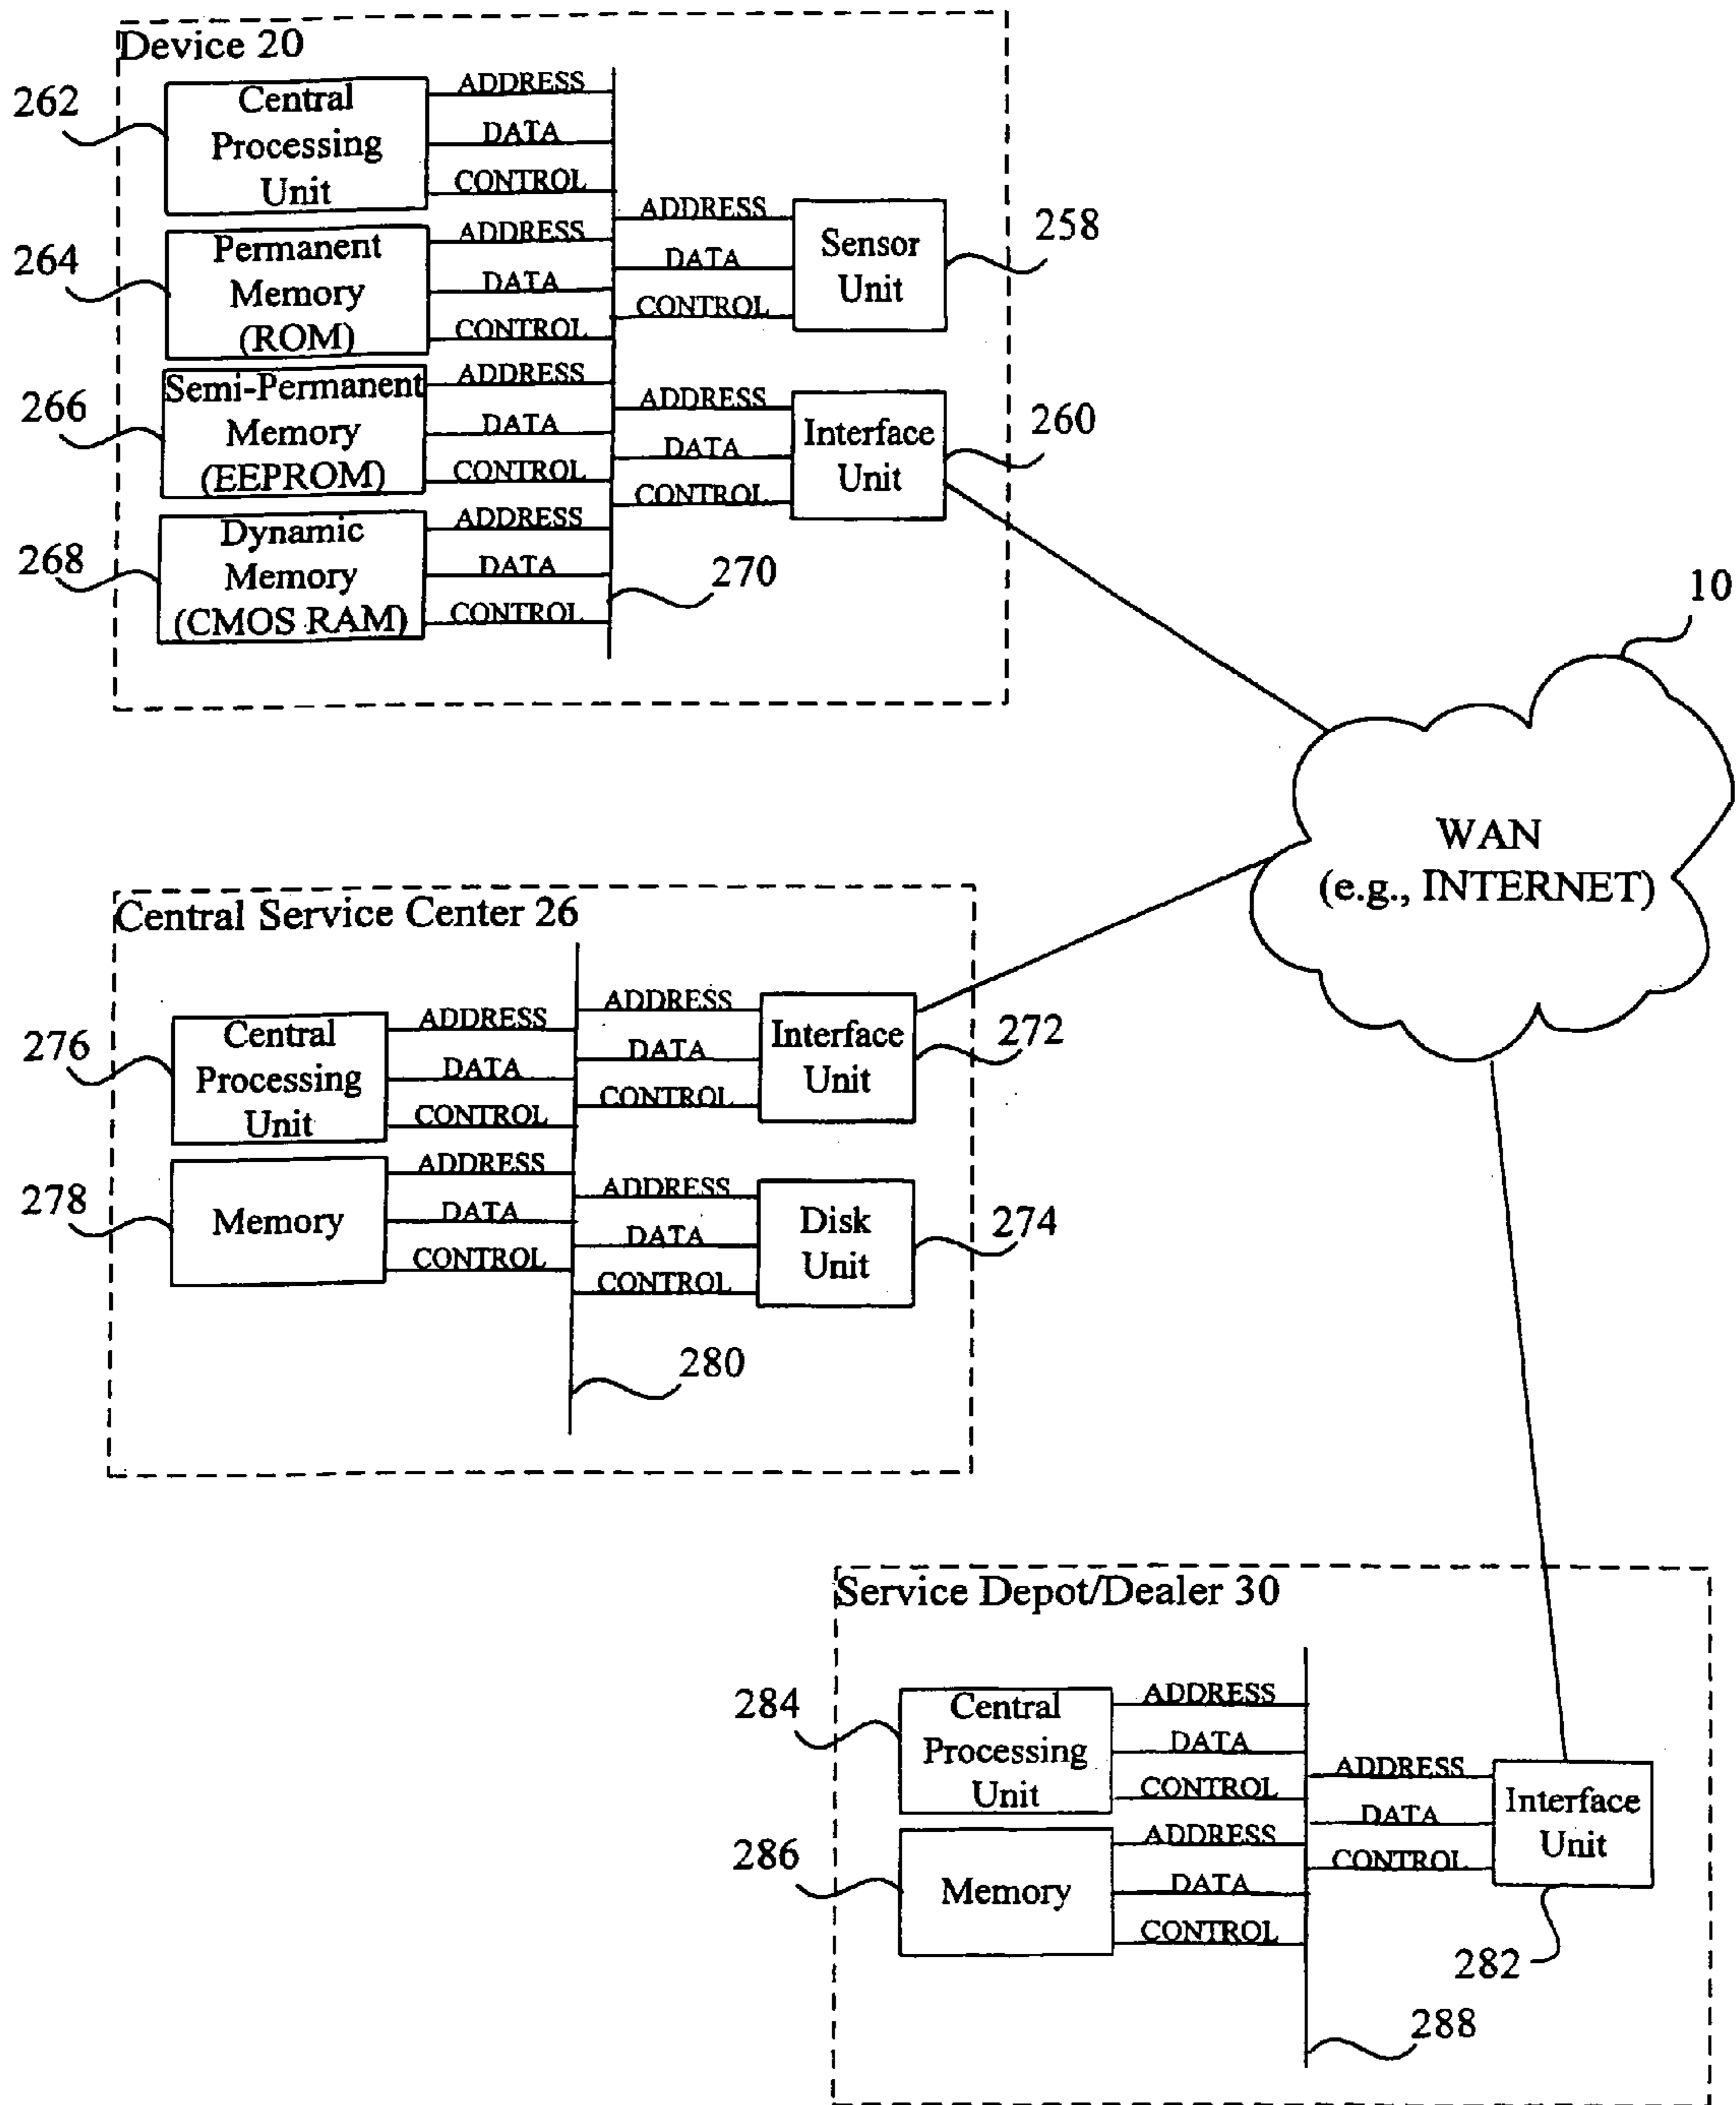 Device 20
262
Central
Processing
Unit
ADDRESS
DATA
CONTROL
264
Permanent
Memory
(ROM)
ADDRESS
DATA
CONTROL
266
Semi-Permanent
Memory
(EEPROM)
ADDRESS
DATA
CONTROL
268
Dynamic
Memory
(CMOS RAM)
ADDRESS
DATA
CONTROL
270
ADDRESS
DATA
CONTROL
Sensor
Unit
258
ADDRESS
DATA
CONTROL
Interface
Unit
260
10
WAN
(e.g., INTERNET)
Central Service Center 26
276
Central
Processing
Unit
ADDRESS
DATA
CONTROL
278
Memory
ADDRESS
DATA
CONTROL
ADDRESS
DATA
CONTROL
Interface
Unit
272
ADDRESS
DATA
CONTROL
Disk
Unit
274
280
Service Depot/Dealer 30
284
Central
Processing
Unit
ADDRESS
DATA
CONTROL
286
Memory
ADDRESS
DATA
CONTROL
ADDRESS
DATA
CONTROL
Interface
Unit
282
288